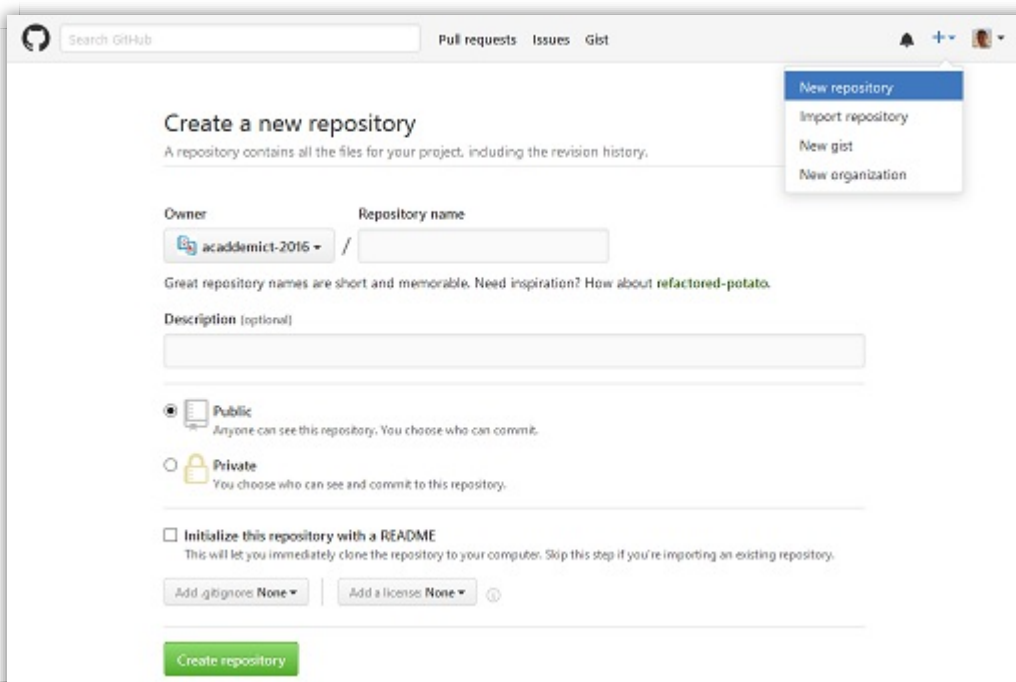 Search GitHub
Pull requests Issues Gist
New repository
Import repository
New gist
New organization
Create a new repository
A repository contains all the files for your project, including the revision history.
Owner Repository name
acaddemict-2016 /
Great repository names are short and memorable. Need inspiration? How about refactored-potato.
Description (optional)
Public
Anyone can see this repository. You choose who can commit.
Private
You choose who can see and commit to this repository.
Initialize this repository with a README
This will let you immediately clone the repository to your computer. Skip this step if you're importing an existing repository.
Add .gitignore: None Add a license: None
Create repository